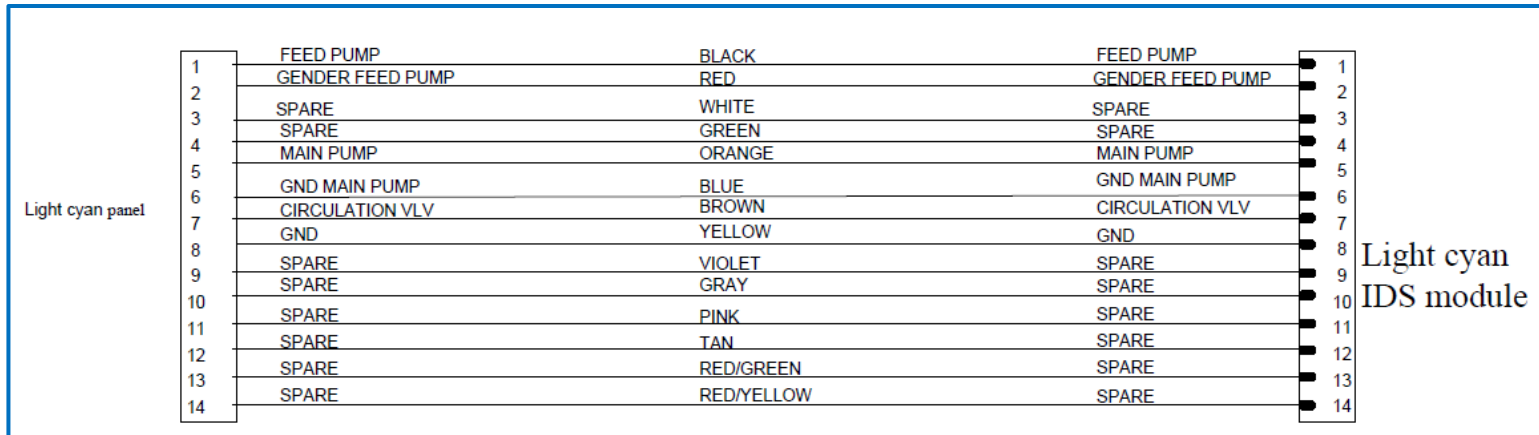 1 FEED PUMP BLACK FEED PUMP 1
2 GENDER FEED PUMP RED GENDER FEED PUMP 2
3 SPARE WHITE SPARE 3
4 SPARE GREEN SPARE 4
5 MAIN PUMP ORANGE MAIN PUMP 5
6 GND MAIN PUMP BLUE GND MAIN PUMP 6
Light cyan panel
7 CIRCULATION VLV BROWN CIRCULATION VLV 7
8 GND YELLOW GND 8
9 SPARE VIOLET SPARE 9
10 SPARE GRAY SPARE 10
Light cyan
IDS module
11 SPARE PINK SPARE 11
12 SPARE TAN SPARE 12
13 SPARE RED/GREEN SPARE 13
14 SPARE RED/YELLOW SPARE 14